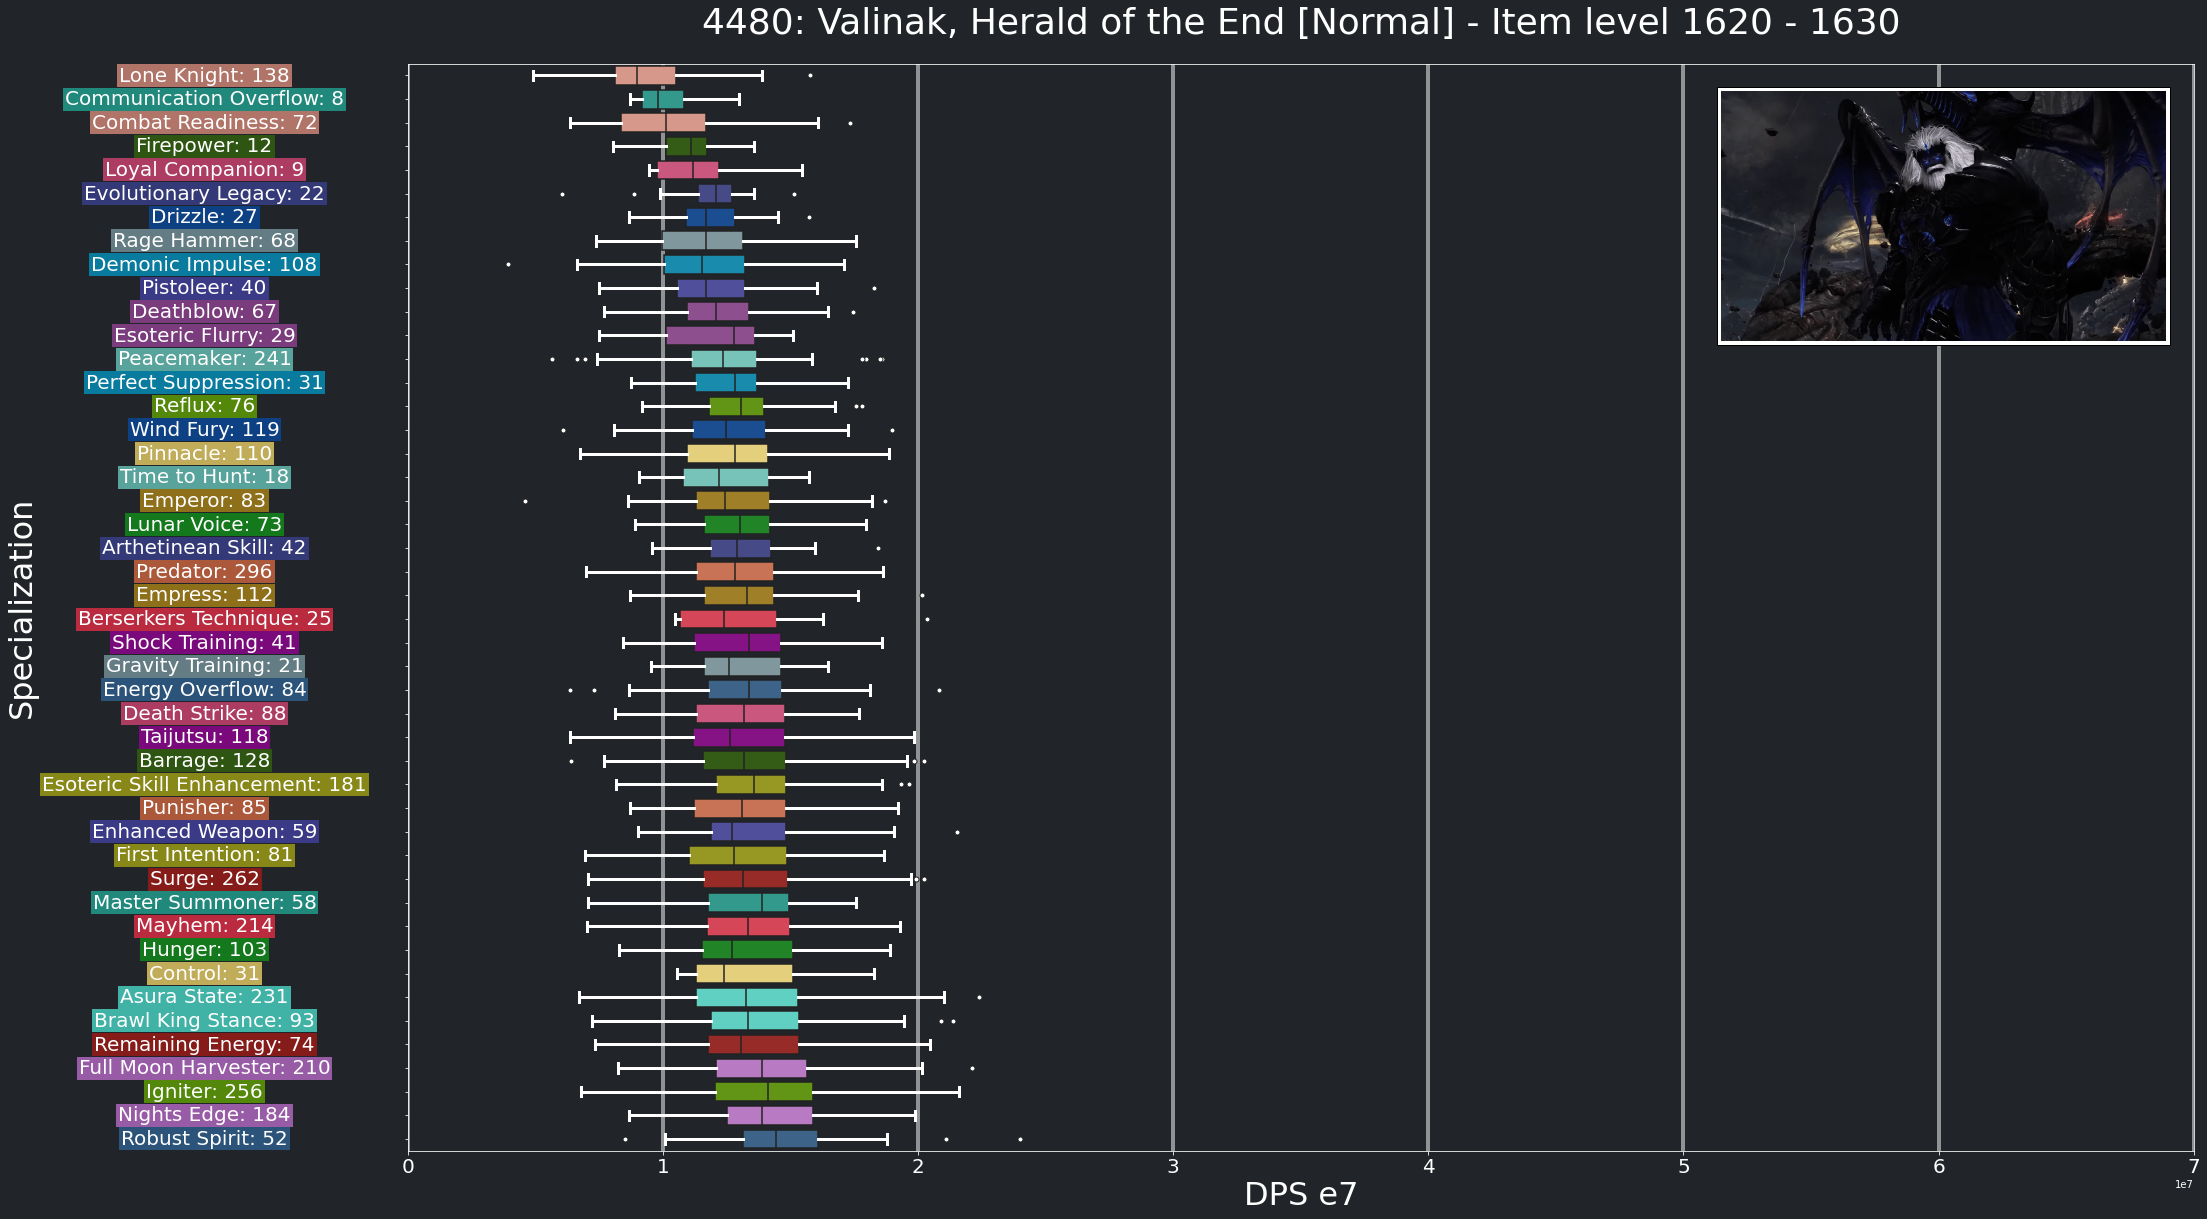 4480: Valinak, Herald of the End [Normal] - Item level 1620 - 1630
Specialization
Lone Knight: 138
Communication Overflow: 8
Combat Readiness: 72
Firepower: 12
Loyal Companion: 9
Evolutionary Legacy: 22
Drizzle: 27
Rage Hammer: 68
Demonic Impulse: 108
Pistoleer: 40
Deathblow: 67
Esoteric Flurry: 29
Peacemaker: 241
Perfect Suppression: 31
Reflux: 76
Wind Fury: 119
Pinnacle: 110
Time to Hunt: 18
Emperor: 83
Lunar Voice: 73
Arthetinean Skill: 42
Predator: 296
Empress: 112
Berserkers Technique: 25
Shock Training: 41
Gravity Training: 21
Energy Overflow: 84
Death Strike: 88
Taijutsu: 118
Barrage: 128
Esoteric Skill Enhancement: 181
Punisher: 85
Enhanced Weapon: 59
First Intention: 81
Surge: 262
Master Summoner: 58
Mayhem: 214
Hunger: 103
Control: 31
Asura State: 231
Brawl King Stance: 93
Remaining Energy: 74
Full Moon Harvester: 210
Igniter: 256
Nights Edge: 184
Robust Spirit: 52
0 1 2 3 4 5 6 7
1e7
DPS e7